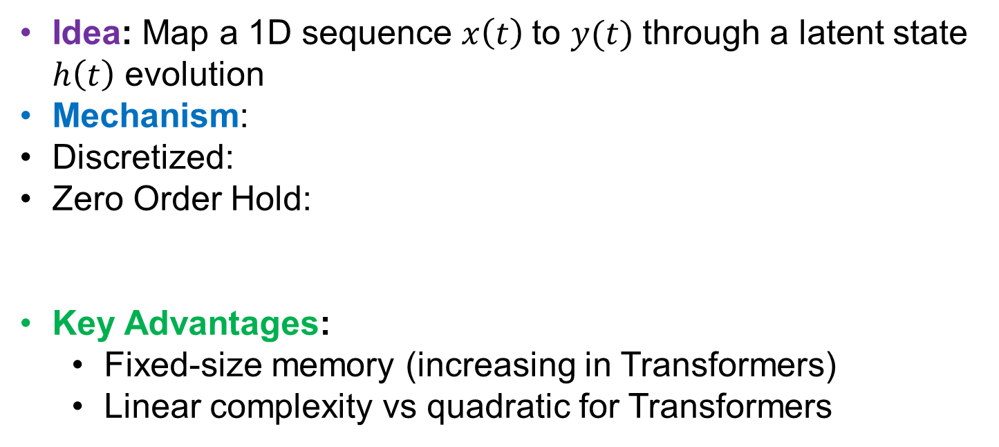 • Idea: Map a 1D sequence 𝑥(𝑡) to 𝑦(𝑡) through a latent state
ℎ(𝑡) evolution
• Mechanism:
• Discretized:
• Zero Order Hold:
• Key Advantages:
• Fixed-size memory (increasing in Transformers)
• Linear complexity vs quadratic for Transformers